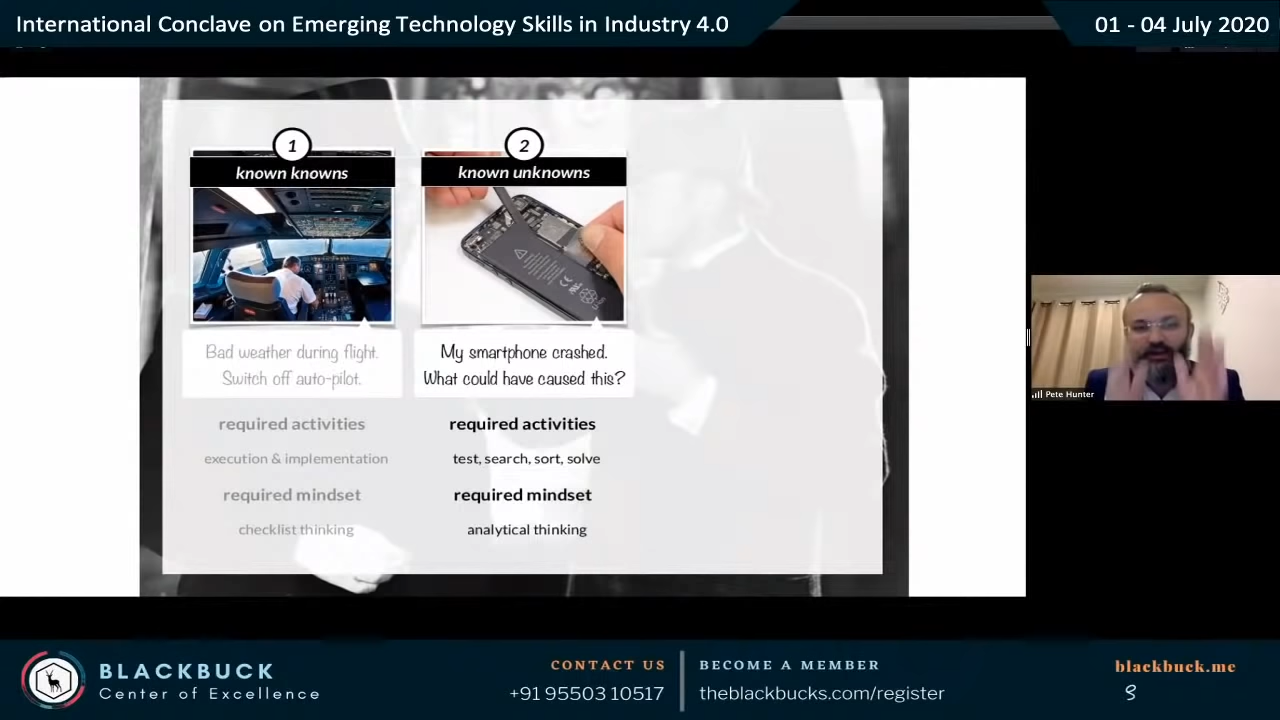 International Conclave on Emerging Technology Skills in Industry 4.0
01 - 04 July 2020
1
known knowns
Bad weather during flight.
Switch off auto-pilot.
required activities
execution & implementation
required mindset
checklist thinking
2
known unknowns
My smartphone crashed.
What could have caused this?
required activities
test, search, sort, solve
required mindset
analytical thinking
Pete Hunter
BLACKBUCK
Center of Excellence
CONTACT US
+91 95503 10517
BECOME A MEMBER
theblackbucks.com/register
blackbuck.me
8